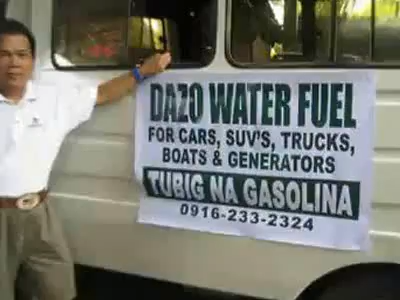 DAZO WATER FUEL
FOR CARS, SUV'S, TRUCKS,
BOATS & GENERATORS
TUBIG NA GASOLINA
0916-233-2324